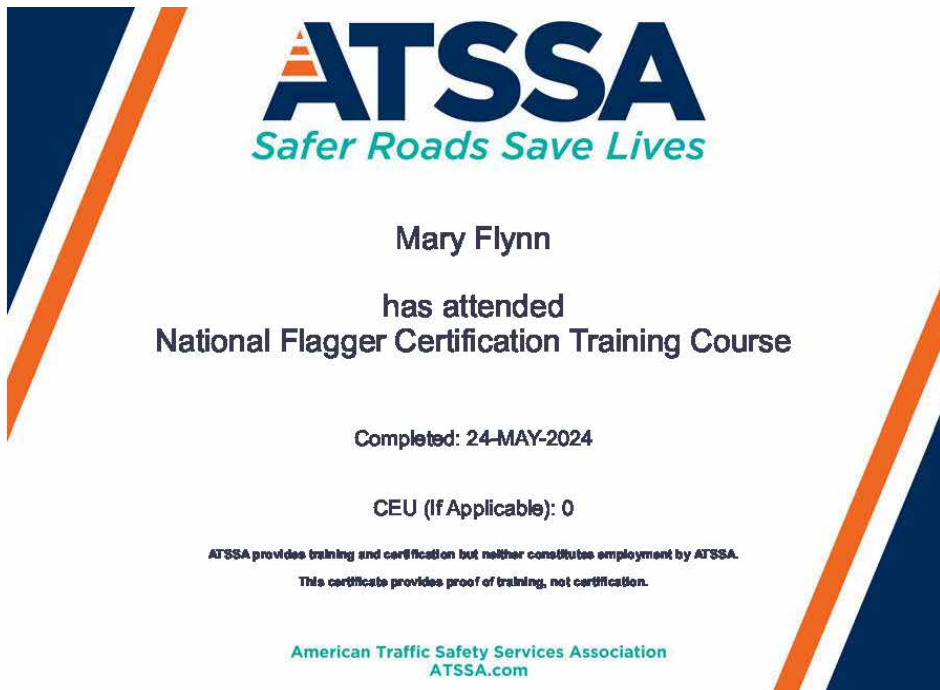 ATSSA
Safer Roads Save Lives
Mary Flynn
has attended
National Flagger Certification Training Course
Completed: 24-MAY-2024
CEU (If Applicable): 0
ATSSA provides training and certification but neither constitutes employment by ATSSA.
This certificate provides proof of training, not certification.
American Traffic Safety Services Association
ATSSA.com